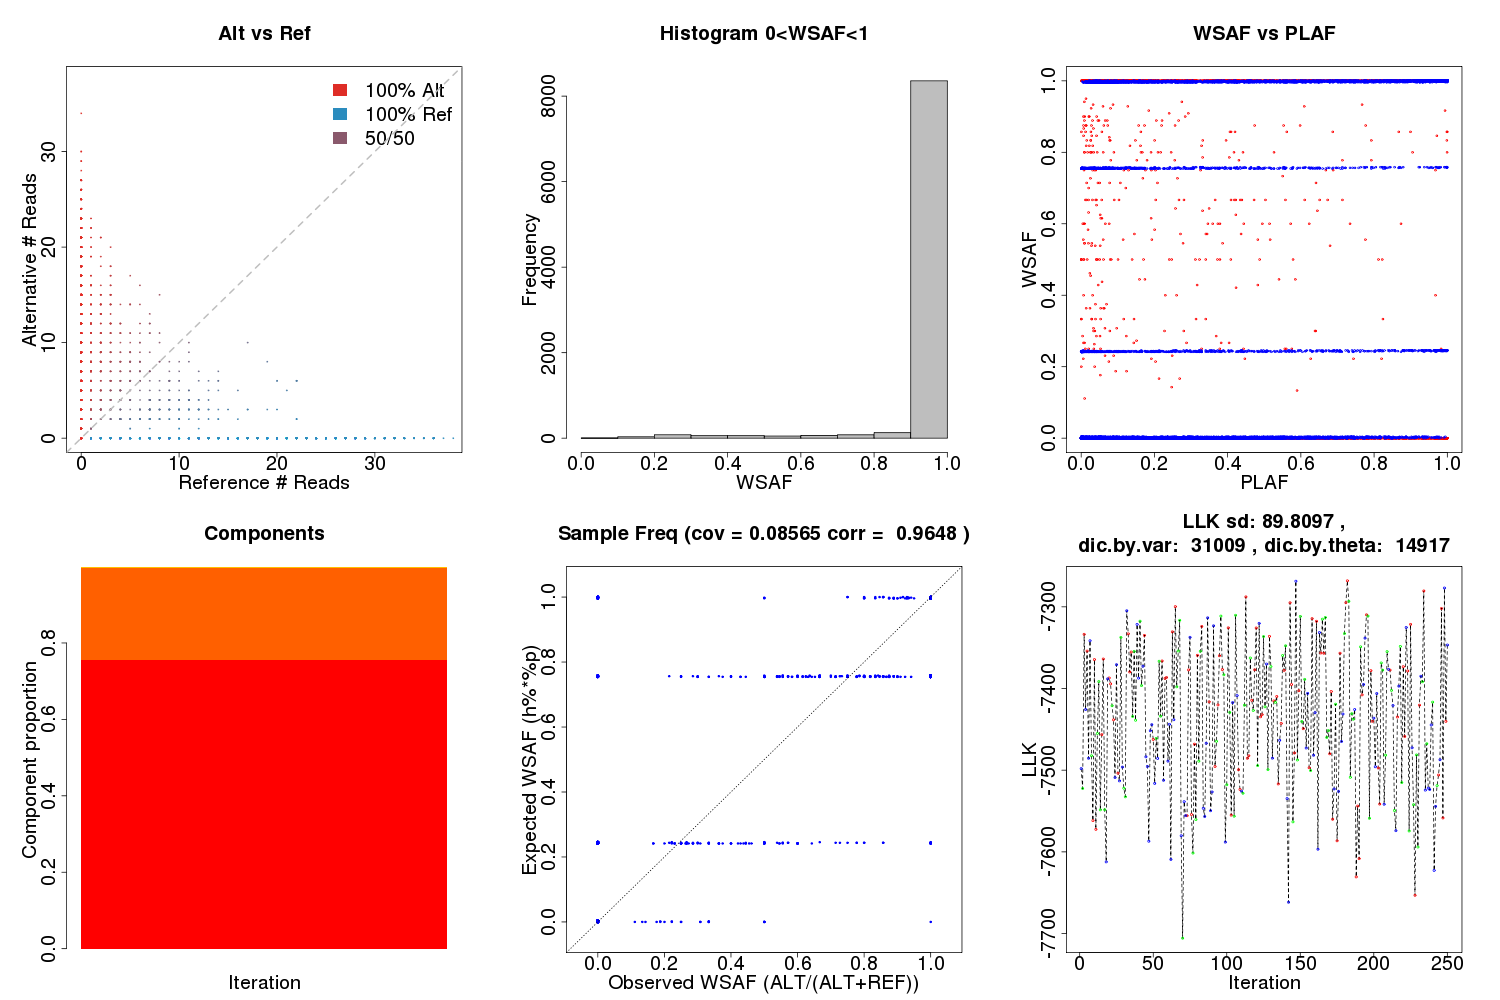 Alt vs Ref
100% Alt
100% Ref
50/50
Alternative # Reads
0 10 20 30
0 10 20 30
Reference # Reads
Histogram 0<WSAF<1
Frequency
0 2000 4000 6000 8000
0.0 0.2 0.4 0.6 0.8 1.0
WSAF
WSAF vs PLAF
WSAF
0.0 0.2 0.4 0.6 0.8 1.0
0.0 0.2 0.4 0.6 0.8 1.0
PLAF
Components
Component proportion
0.0 0.2 0.4 0.6 0.8
Iteration
Sample Freq (cov = 0.08565 corr = 0.9648 )
Expected WSAF (h%*%p)
0.0 0.2 0.4 0.6 0.8 1.0
0.0 0.2 0.4 0.6 0.8 1.0
Observed WSAF (ALT/(ALT+REF))
LLK sd: 89.8097 ,
dic.by.var: 31009 , dic.by.theta: 14917
LLK
-7700 -7600 -7500 -7400 -7300
0 50 100 150 200 250
Iteration